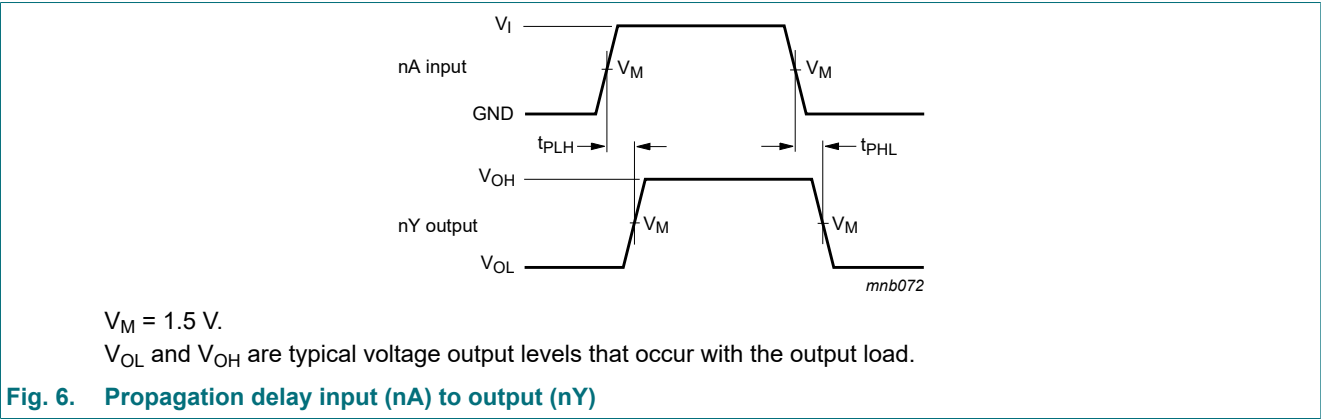 V_I
nA input
V_M
V_M
GND
t_PLH
t_PHL
V_OH
nY output
V_M
V_M
V_OL
mnb072
V_M = 1.5 V.
V_OL and V_OH are typical voltage output levels that occur with the output load.
Fig. 6. Propagation delay input (nA) to output (nY)